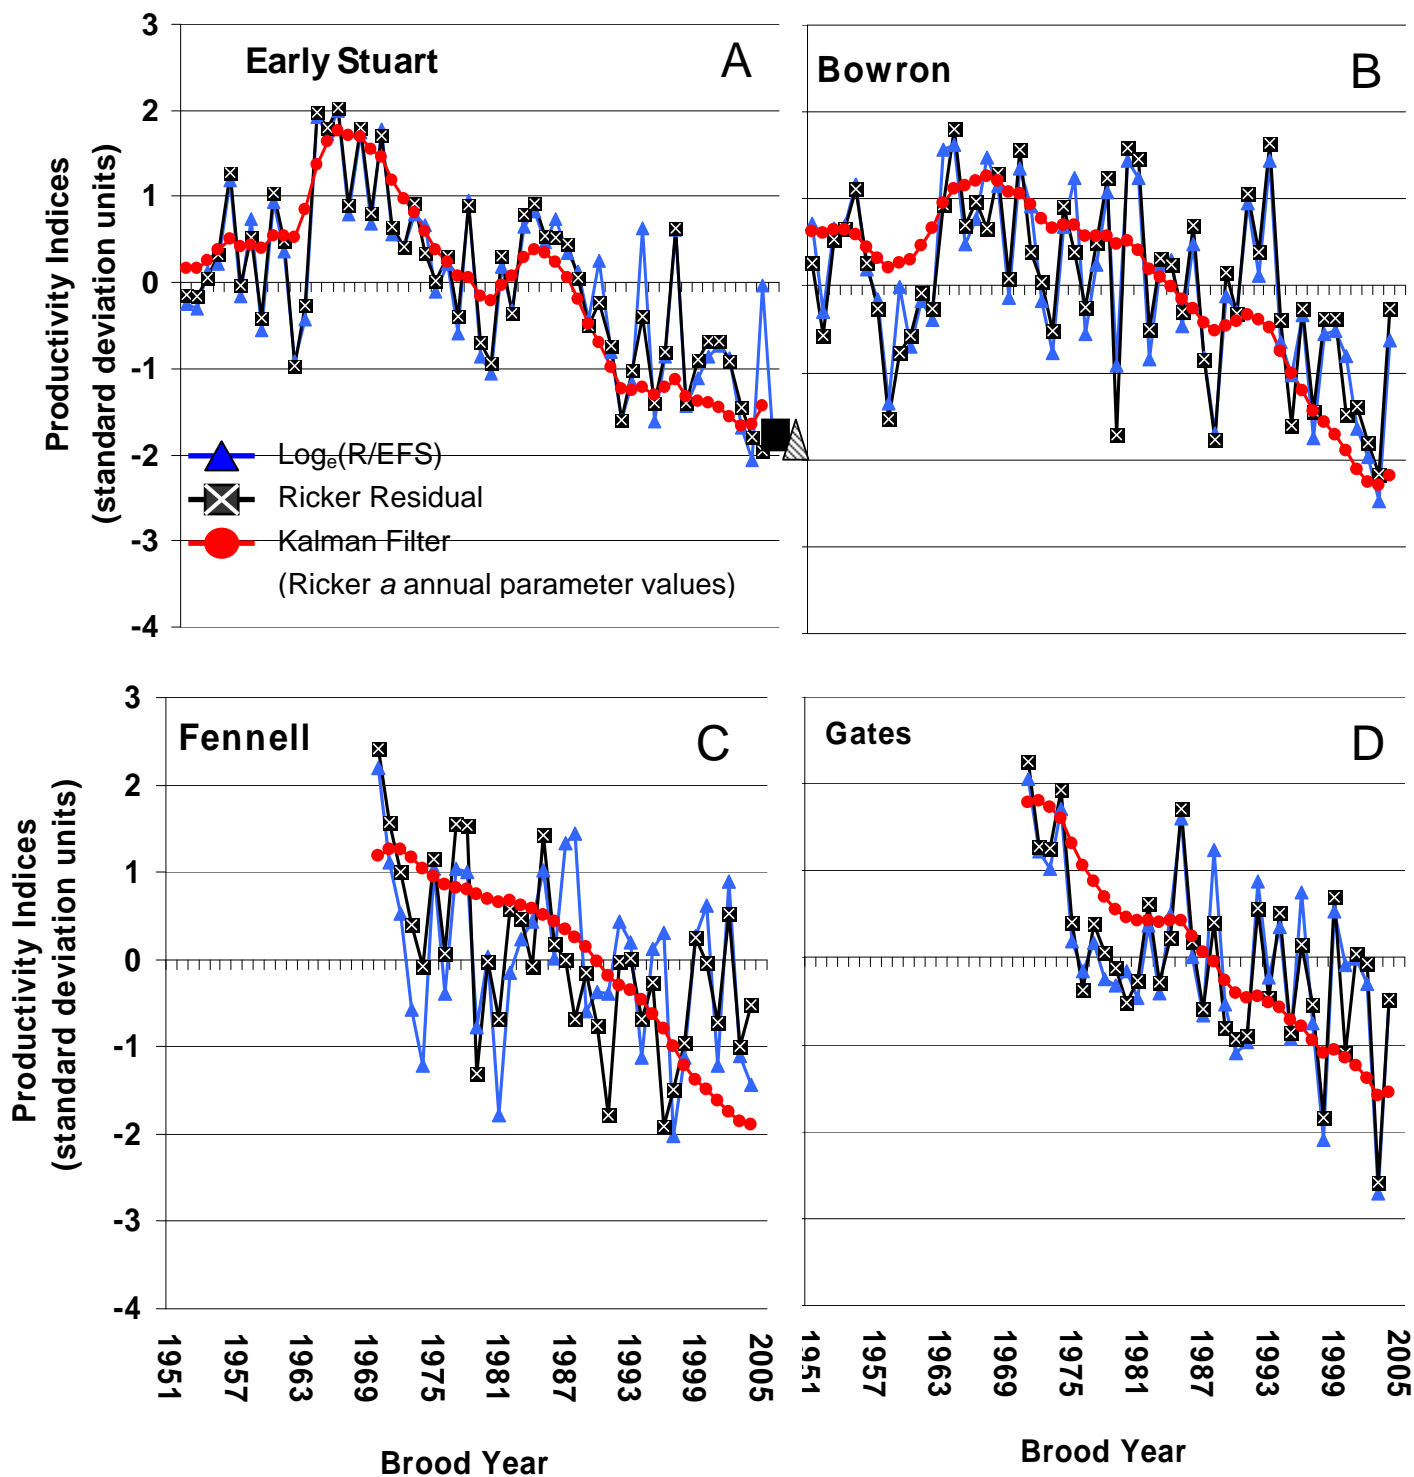 3
2
1
0
-1
-2
-3
-4
Productivity Indices
(standard deviation units)
Early Stuart
A
Log_e(R/EFS)
Ricker Residual
Kalman Filter
(Ricker a annual parameter values)
Bowron
B
3
2
1
0
-1
-2
-3
-4
Productivity Indices
(standard deviation units)
Fennell
C
Gates
D
1951
1957
1963
1969
1975
1981
1987
1993
1999
2005
Brood Year
951
1957
1963
1969
1975
1981
1987
1993
1999
2005
Brood Year